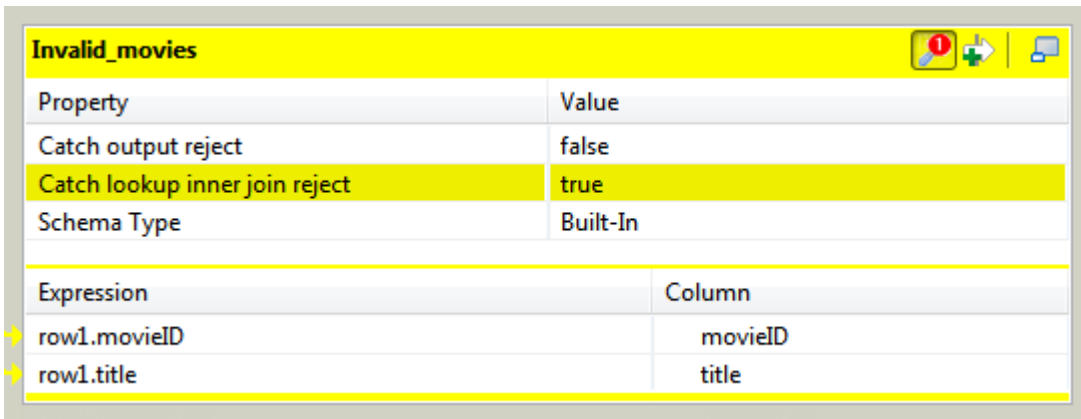 Invalid_movies 1
Property Value
Catch output reject false
Catch lookup inner join reject true
Schema Type Built-In
Expression Column
row1.movieID movieID
row1.title title